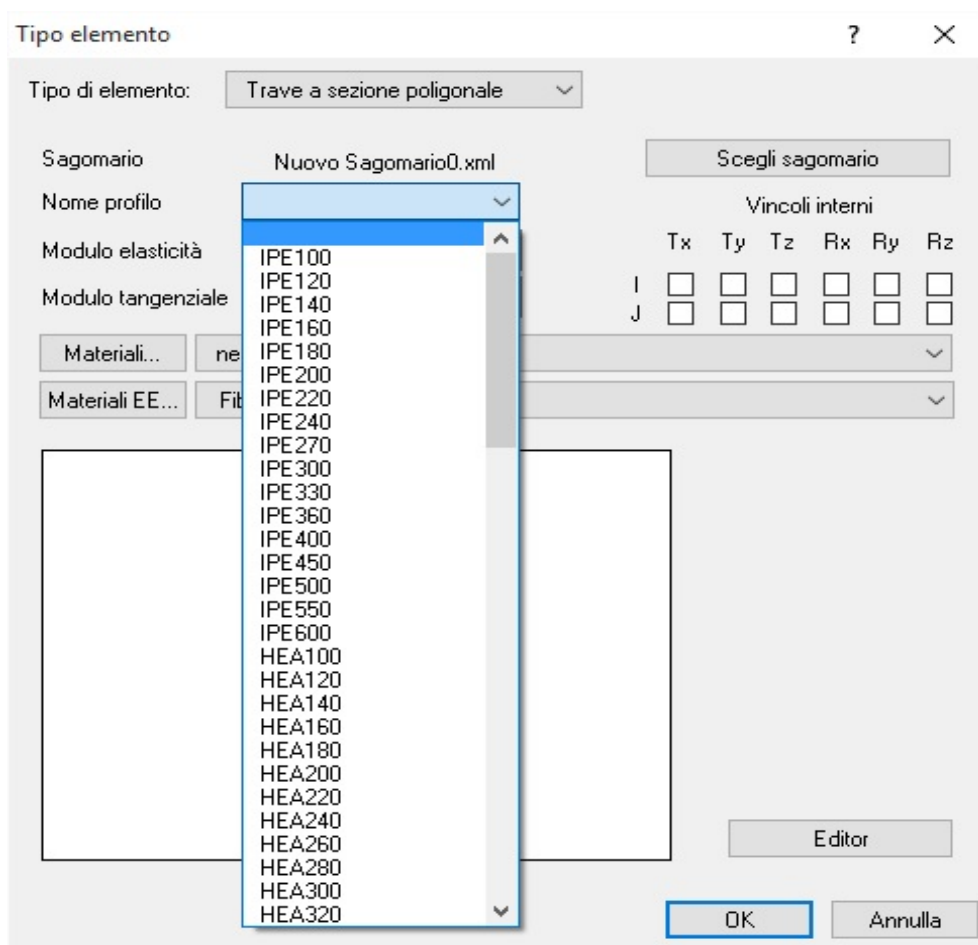 Tipo elemento ?
Tipo di elemento: Trave a sezione poligonale
Sagomario Nuovo Sagomario0.xml Scegli sagomario
Nome profilo Vincoli interni
Modulo elasticità Tx Ty Tz Rx Ry Rz
Modulo tangenziale I
J
Materiali... ne
Materiali EE... Fib
IPE100
IPE120
IPE140
IPE160
IPE180
IPE200
IPE220
IPE240
IPE270
IPE300
IPE330
IPE360
IPE400
IPE450
IPE500
IPE550
IPE600
HEA100
HEA120
HEA140
HEA160
HEA180
HEA200
HEA220
HEA240
HEA260
HEA280
HEA300
HEA320
Editor
OK Annulla